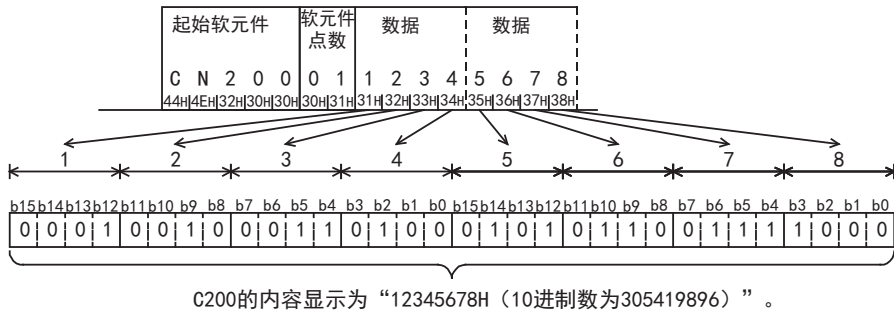 起始软元件 软元件点数 数据 数据
C N 2 0 0 0 1 1 2 3 4 5 6 7 8
44H 4EH 32H 30H 30H 30H 31H 31H 32H 33H 34H 35H 36H 37H 38H
1 2 3 4 5 6 7 8
b15 b14 b13 b12 b11 b10 b9 b8 b7 b6 b5 b4 b3 b2 b1 b0 b15 b14 b13 b12 b11 b10 b9 b8 b7 b6 b5 b4 b3 b2 b1 b0
0 0 0 1 0 0 1 0 0 0 1 1 0 1 0 0 0 1 0 1 0 1 1 0 0 1 1 1 1 0 0 0
C200的内容显示为“12345678H（10进制数为305419896）”。